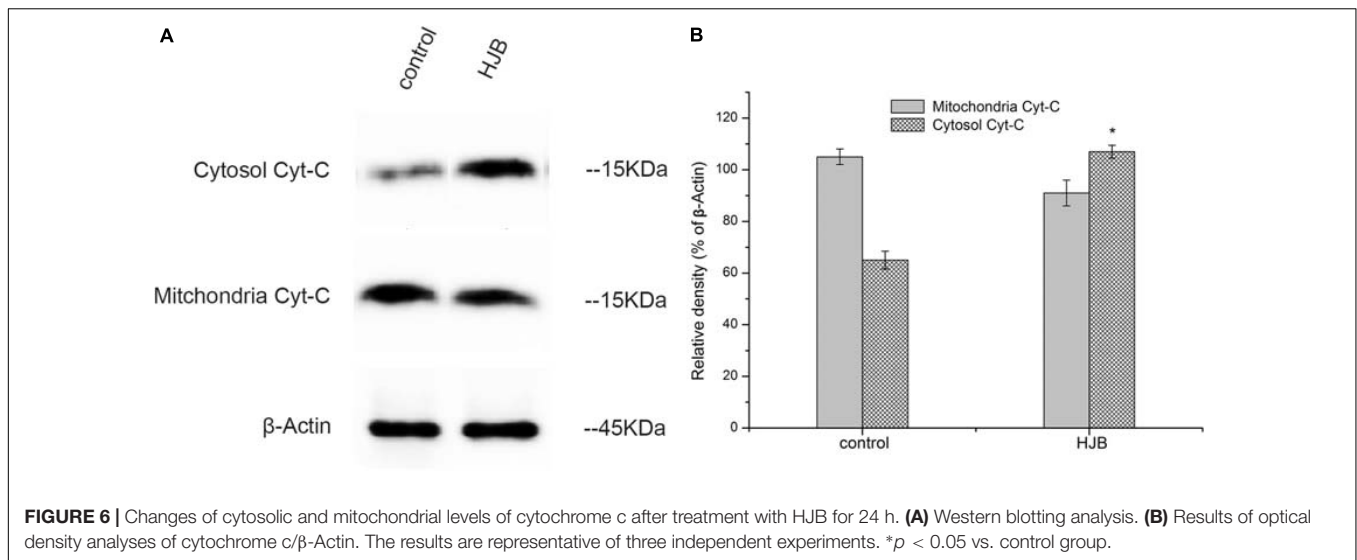 A
control
HJB
Cytosol Cyt-C
--15KDa
Mitchondria Cyt-C
--15KDa
β-Actin
--45KDa
B
Mitochondria Cyt-C
Cytosol Cyt-C
*
Relative density (% of β-Actin)
120
100
80
60
40
20
0
control
HJB
FIGURE 6 | Changes of cytosolic and mitochondrial levels of cytochrome c after treatment with HJB for 24 h. (A) Western blotting analysis. (B) Results of optical
density analyses of cytochrome c/β-Actin. The results are representative of three independent experiments. *p < 0.05 vs. control group.